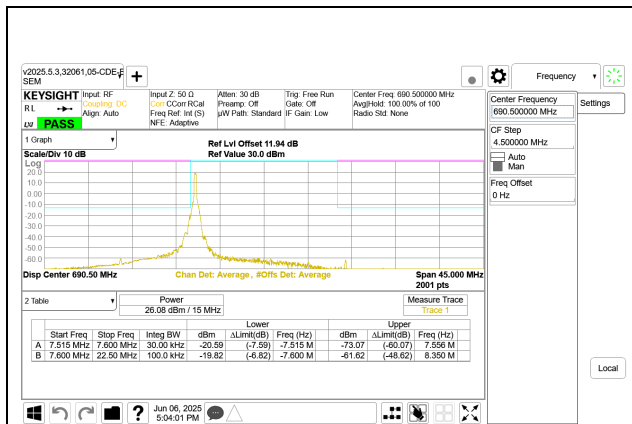 v2025.5.3,32061,05-CDE-F
SEM
+
Frequency
KEYSIGHT
RL
LXI
PASS
Input: RF
Coupling: DC
Align: Auto
Input Z: 50 Ω
Corr CCorr RCal
Freq Ref: Int (S)
NFE: Adaptive
Atten: 30 dB
Preamp: Off
µW Path: Standard
Trig: Free Run
Gate: Off
IF Gain: Low
Center Freq: 690.500000 MHz
Avg|Hold: 100.00% of 100
Radio Std: None
Center Frequency
690.500000 MHz
Settings
CF Step
4.500000 MHz
Auto
Man
Freq Offset
0 Hz
1 Graph
Scale/Div 10 dB
Ref Lvl Offset 11.94 dB
Ref Value 30.0 dBm
Log
20.0
10.0
0.00
-10.0
-20.0
-30.0
-40.0
-50.0
-60.0
Disp Center 690.50 MHz
Chan Det: Average, #Offs Det: Average
Span 45.000 MHz
2001 pts
2 Table
Power
26.08 dBm / 15 MHz
Measure Trace
Trace 1
Lower Upper
Start Freq Stop Freq Integ BW dBm ΔLimit(dB) Freq (Hz) dBm ΔLimit(dB) Freq (Hz)
A 7.515 MHz 7.600 MHz 30.00 kHz -20.59 (-7.59) -7.515 M -73.07 (-60.07) 7.556 M
B 7.600 MHz 22.50 MHz 100.0 kHz -19.82 (-6.82) -7.600 M -61.62 (-48.62) 8.350 M
Local
?
Jun 06, 2025
5:04:01 PM